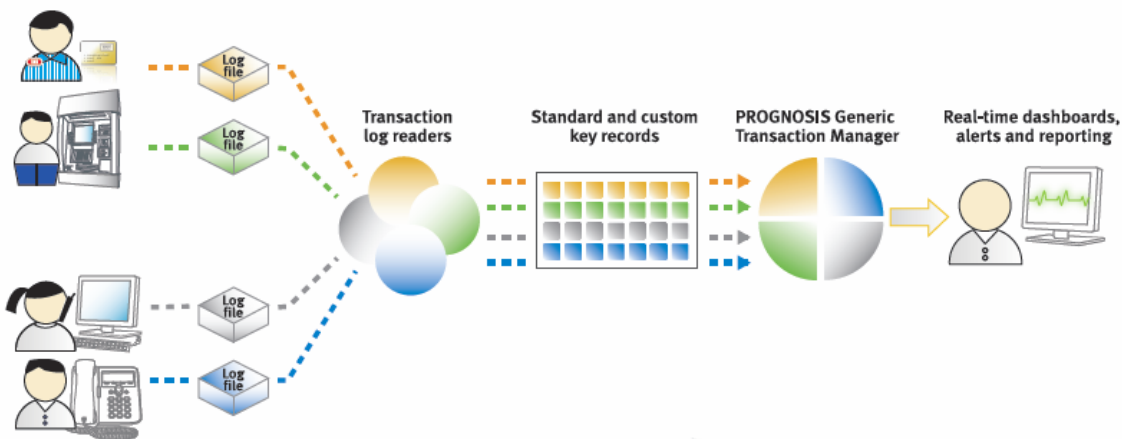 Log
file
Log
file
Transaction
log readers
Standard and custom
key records
PROGNOSIS Generic
Transaction Manager
Real-time dashboards,
alerts and reporting
Log
file
Log
file